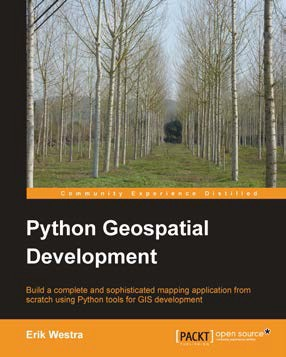 Community Experience Distilled
Python Geospatial
Development
Build a complete and sophisticated mapping application from
scratch using Python tools for GIS development
Erik Westra
[PACKT]
PUBLISHING
open source*